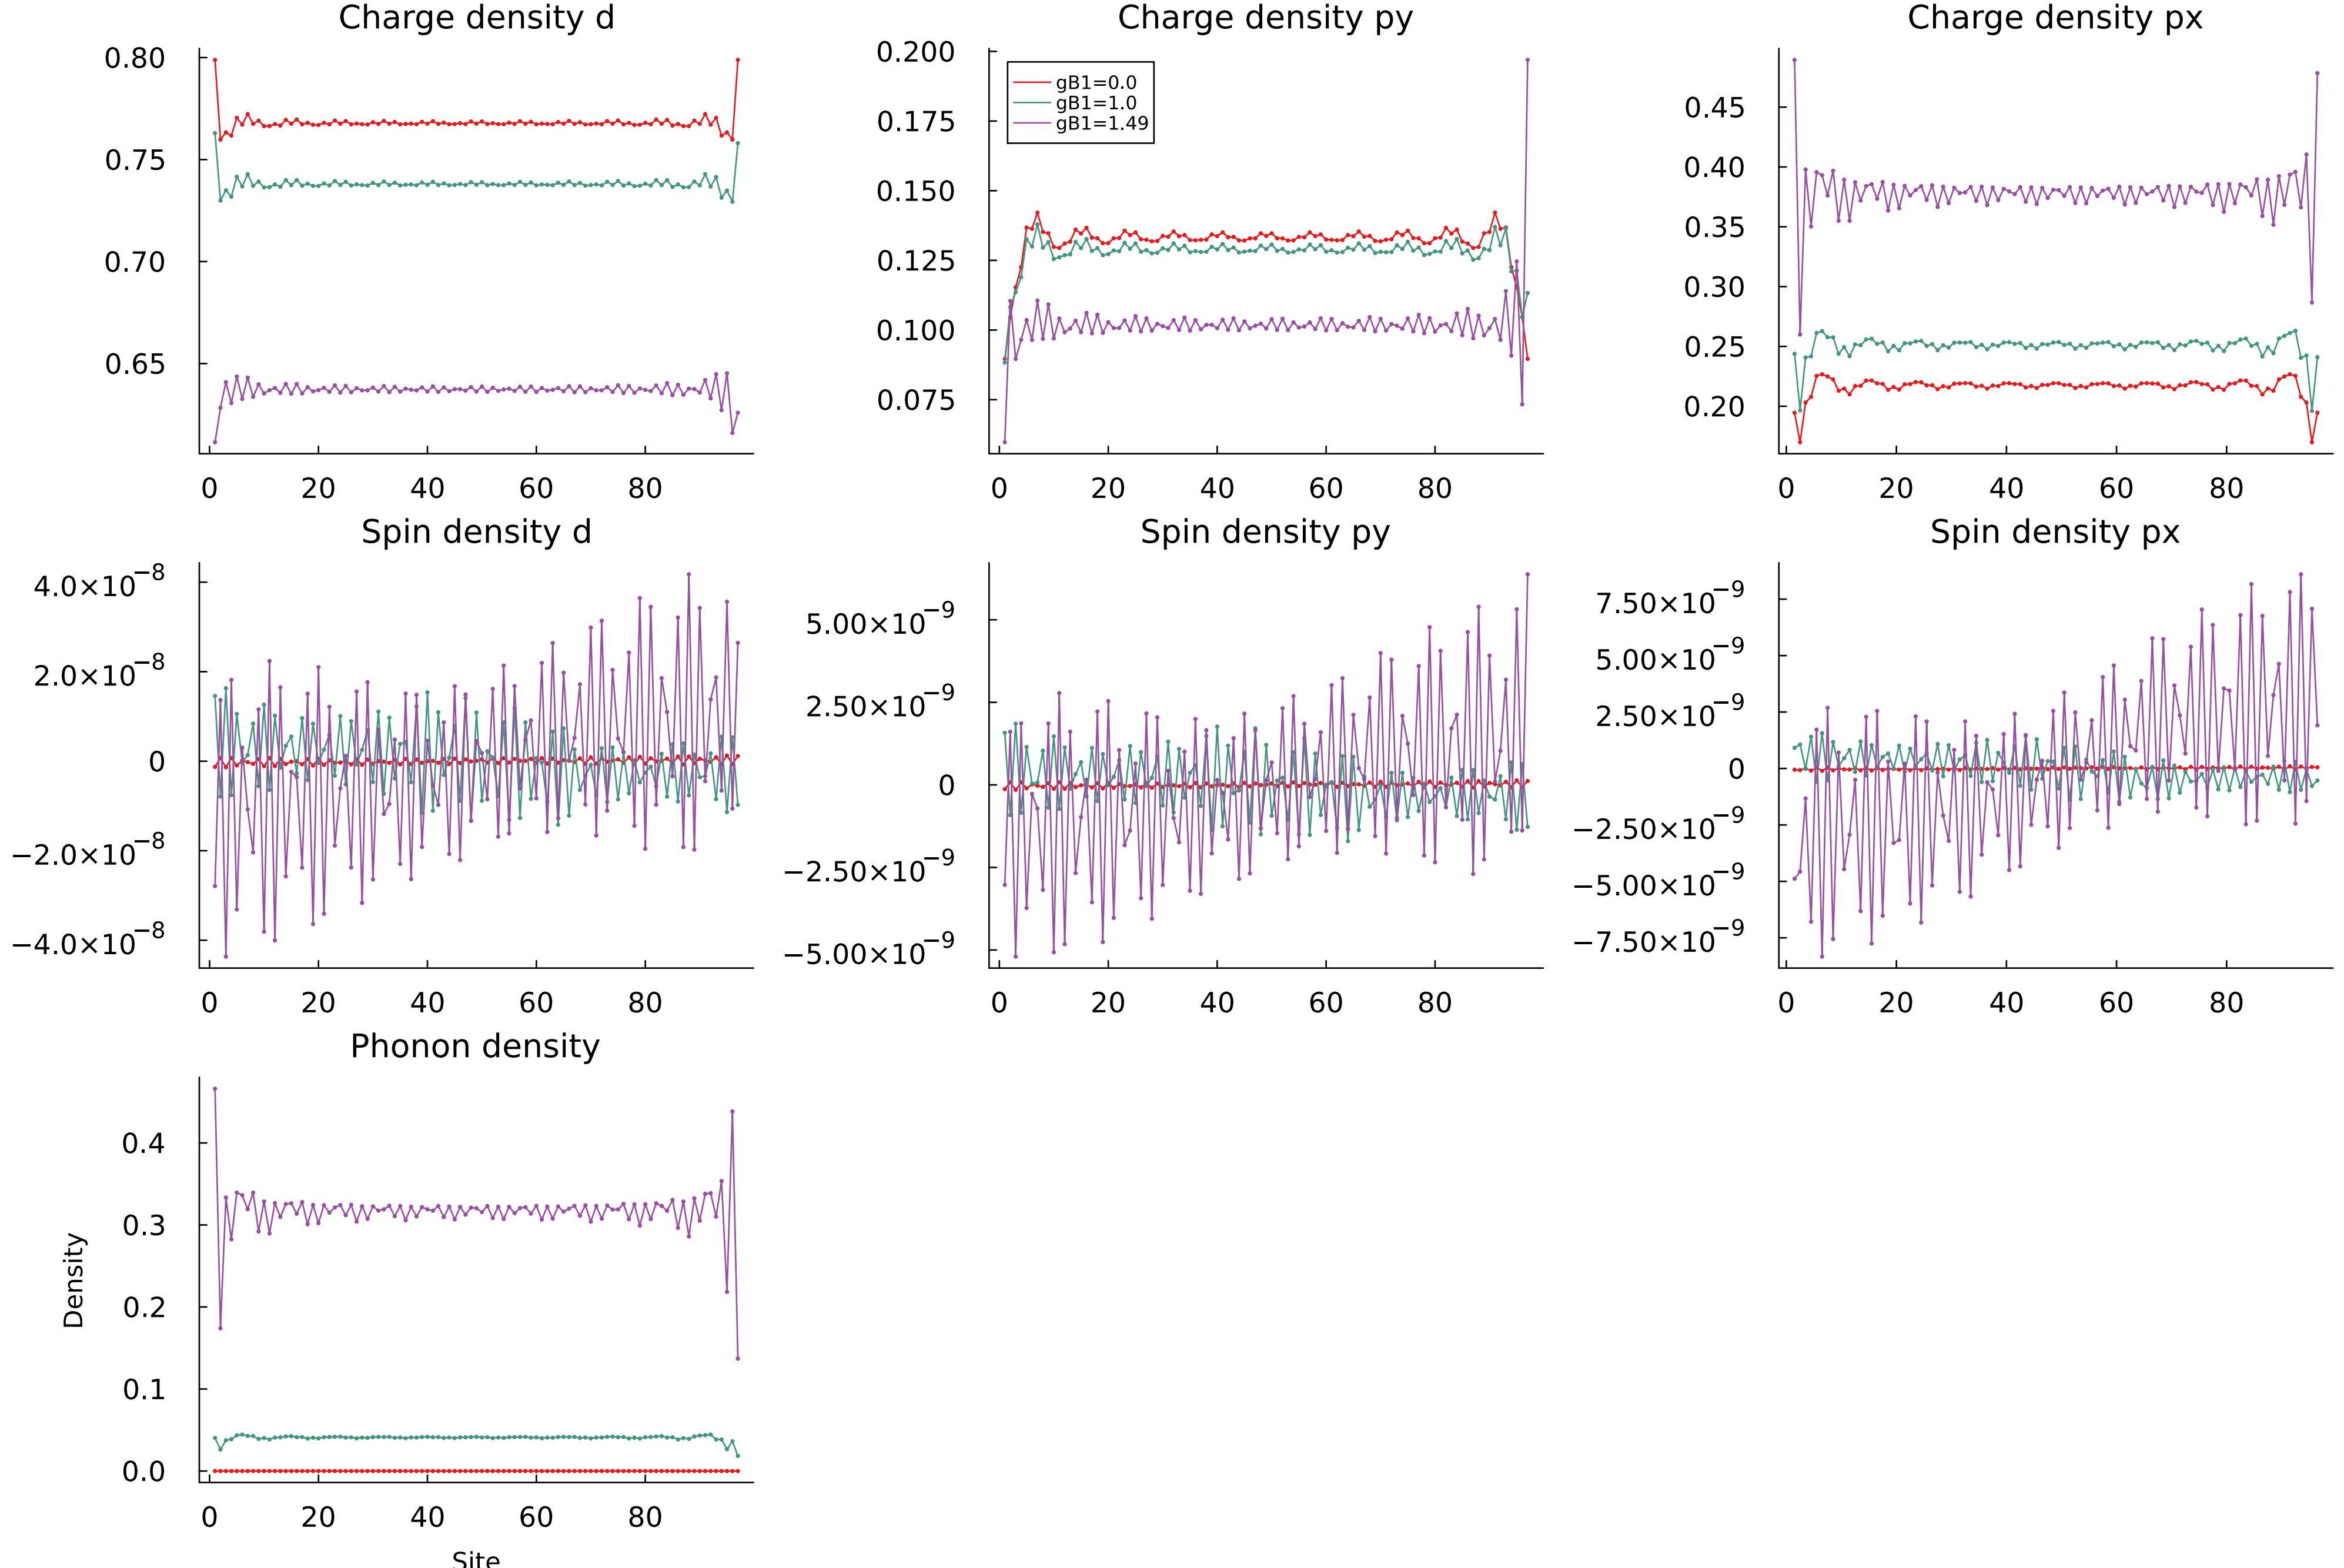 Charge density d
0.80
0.75
0.70
0.65
0 20 40 60 80
Charge density py
0.200
0.175
0.150
0.125
0.100
0.075
gB1=0.0
gB1=1.0
gB1=1.49
0 20 40 60 80
Charge density px
0.45
0.40
0.35
0.30
0.25
0.20
0 20 40 60 80
Spin density d
4.0×10⁻⁸
2.0×10⁻⁸
0
−2.0×10⁻⁸
−4.0×10⁻⁸
0 20 40 60 80
Spin density py
5.00×10⁻⁹
2.50×10⁻⁹
0
−2.50×10⁻⁹
−5.00×10⁻⁹
0 20 40 60 80
Spin density px
7.50×10⁻⁹
5.00×10⁻⁹
2.50×10⁻⁹
0
−2.50×10⁻⁹
−5.00×10⁻⁹
−7.50×10⁻⁹
0 20 40 60 80
Phonon density
Density
0.4
0.3
0.2
0.1
0.0
0 20 40 60 80
Site